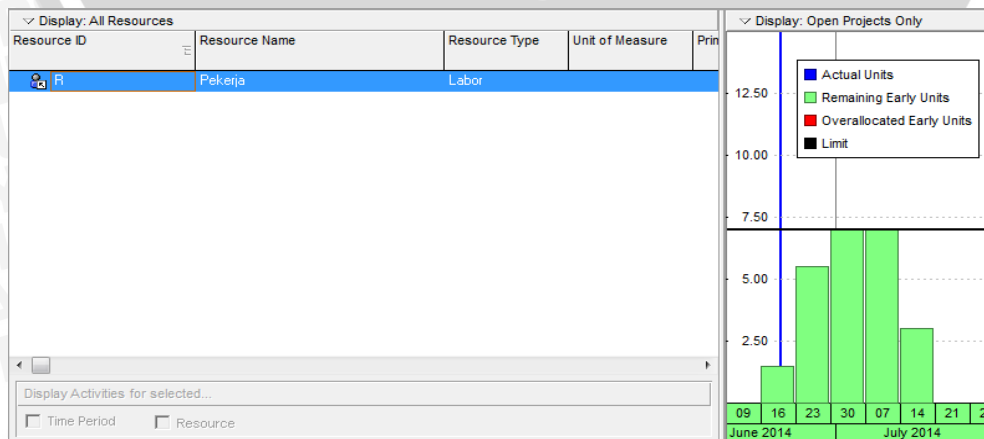 Display: All Resources
Resource ID Resource Name Resource Type Unit of Measure Prin
R Pekerja Labor
Display Activities for selected...
Time Period Resource
Display: Open Projects Only
Actual Units
Remaining Early Units
Overallocated Early Units
Limit
12.50
10.00
7.50
5.00
2.50
09 16 23 30 07 14 21 2
June 2014 July 2014